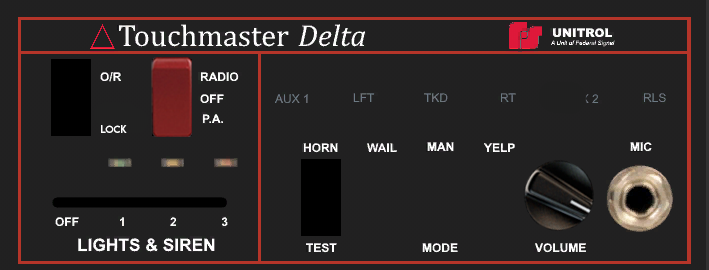 Touchmaster Delta
UNITROL
A Unit of Federal Signal
O/R
RADIO
OFF
LOCK
P.A.
AUX 1 LFT TKD RT 2 RLS
HORN WAIL MAN YELP MIC
OFF 1 2 3
LIGHTS & SIREN
TEST MODE VOLUME